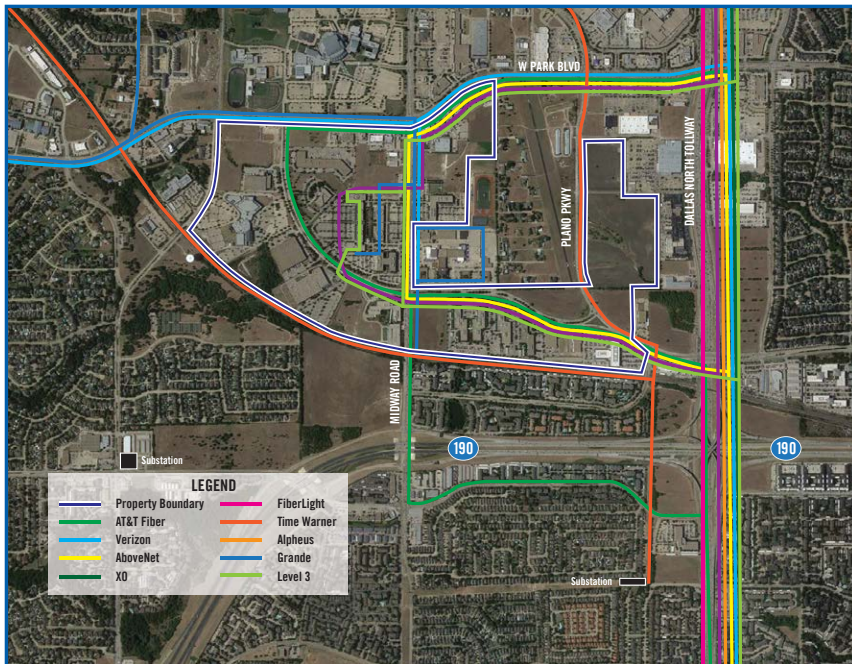 W PARK BLVD
DALLAS NORTH TOLLWAY
PLANO PKWY
MIDWAY ROAD
190
190
Substation
LEGEND
Property Boundary
AT&T Fiber
Verizon
AboveNet
XO
FiberLight
Time Warner
Alpheus
Grande
Level 3
Substation